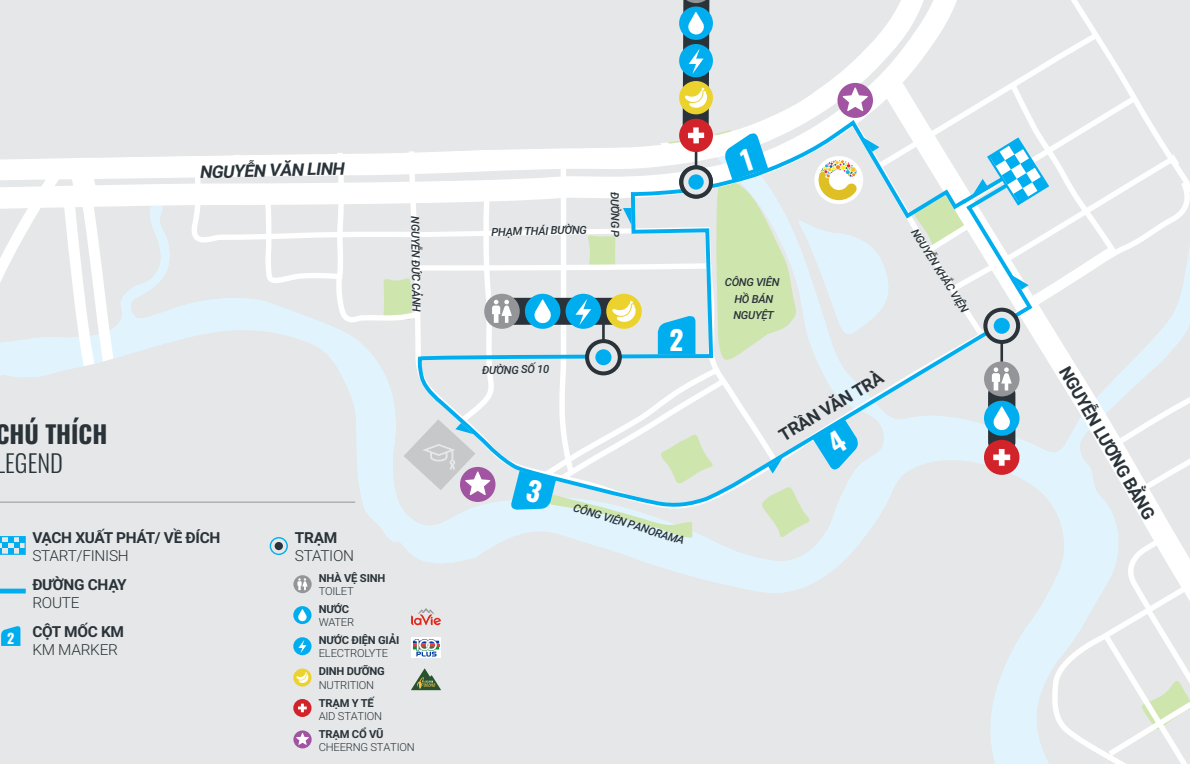 NGUYỄN VĂN LINH
1
ĐƯỜNG P
NGUYỄN ĐỨC CẢNH
PHẠM THÁI BƯỜNG
NGUYỄN KHẮC VIỆN
CÔNG VIÊN
HỒ BÁN
NGUYỆT
2
ĐƯỜNG SỐ 10
TRẦN VĂN TRÀ
4
NGUYỄN LƯƠNG BẰNG
3
CÔNG VIÊN PANORAMA
CHÚ THÍCH
LEGEND
VẠCH XUẤT PHÁT/ VỀ ĐÍCH
START/FINISH
ĐƯỜNG CHẠY
ROUTE
2
CỘT MỐC KM
KM MARKER
TRẠM
STATION
NHÀ VỆ SINH
TOILET
NƯỚC
WATER
laVie
NƯỚC ĐIỆN GIẢI
ELECTROLYTE
100
PLUS
DINH DƯỠNG
NUTRITION
TRẠM Y TẾ
AID STATION
TRẠM CỔ VŨ
CHEERNG STATION